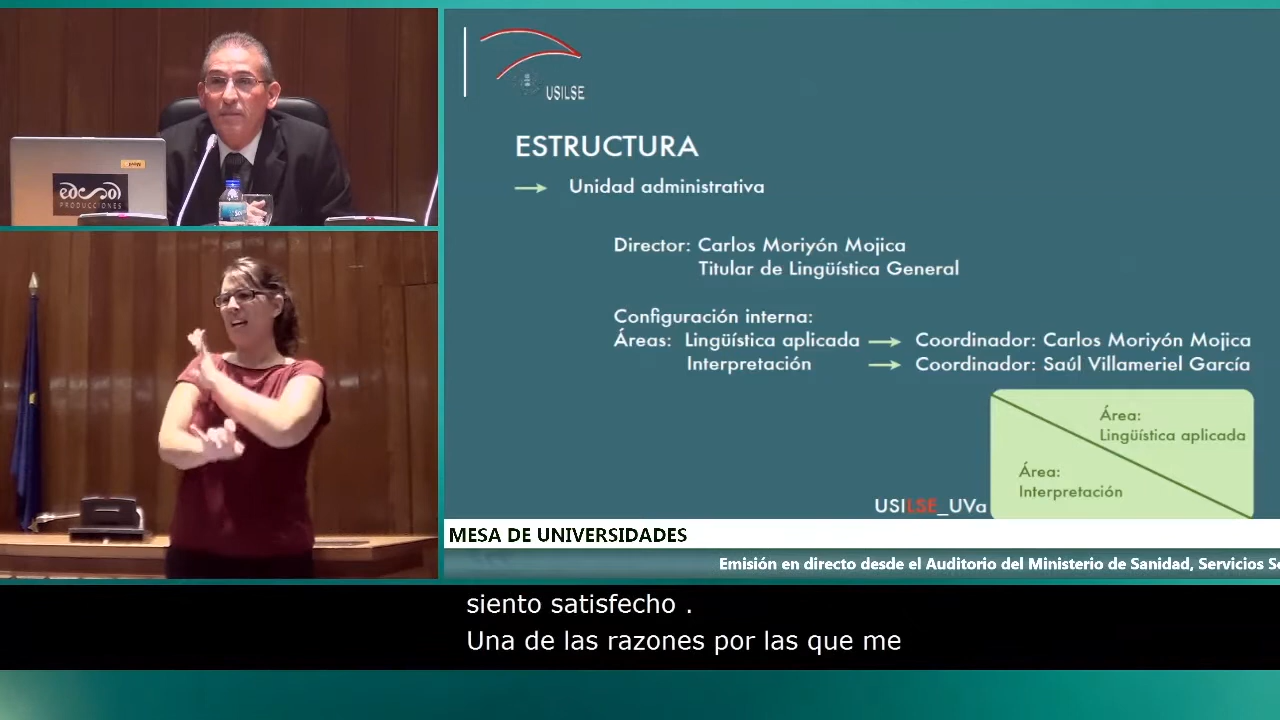 PRODUCCIONES
USILSE
ESTRUCTURA
Unidad administrativa
Director: Carlos Moriyón Mojica
Titular de Lingüística General
Configuración interna:
Áreas: Lingüística aplicada Coordinador: Carlos Moriyón Mojica
Interpretación Coordinador: Saúl Villameriel García
Área:
Lingüística aplicada
Área:
Interpretación
USILSE_UVa
MESA DE UNIVERSIDADES
Emisión en directo desde el Auditorio del Ministerio de Sanidad, Servicios
siento satisfecho .
Una de las razones por las que me